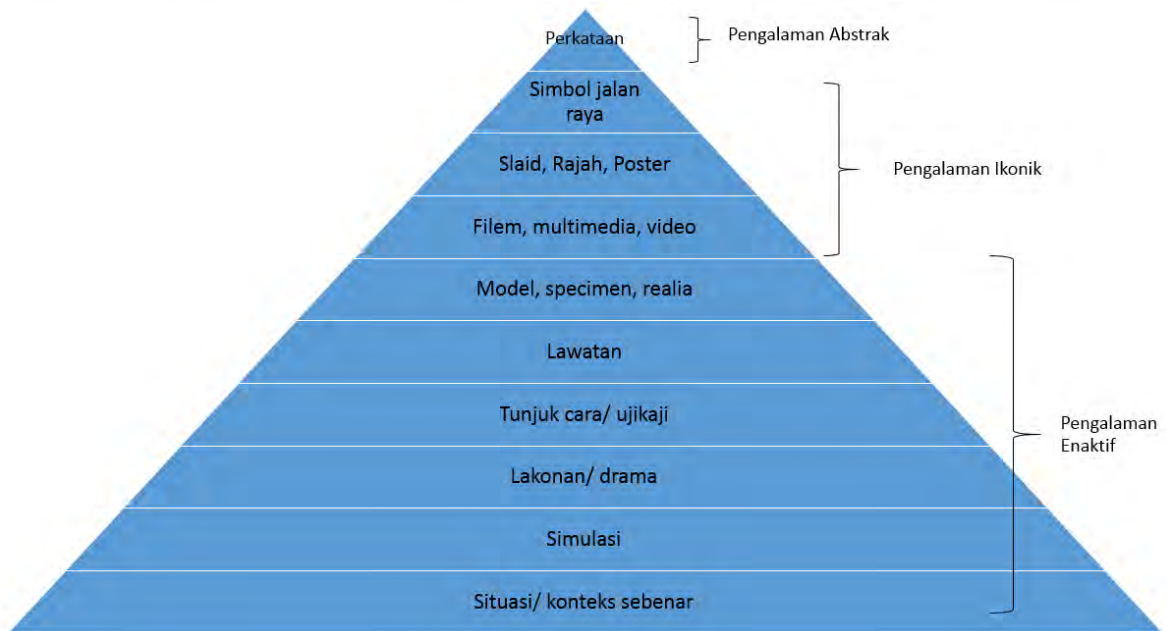 Perkataan
Pengalaman Abstrak
Simbol jalan
raya
Slaid, Rajah, Poster
Pengalaman Ikonik
Filem, multimedia, video
Model, specimen, realia
Lawatan
Tunjuk cara/ ujikaji
Pengalaman
Enaktif
Lakonan/ drama
Simulasi
Situasi/ konteks sebenar